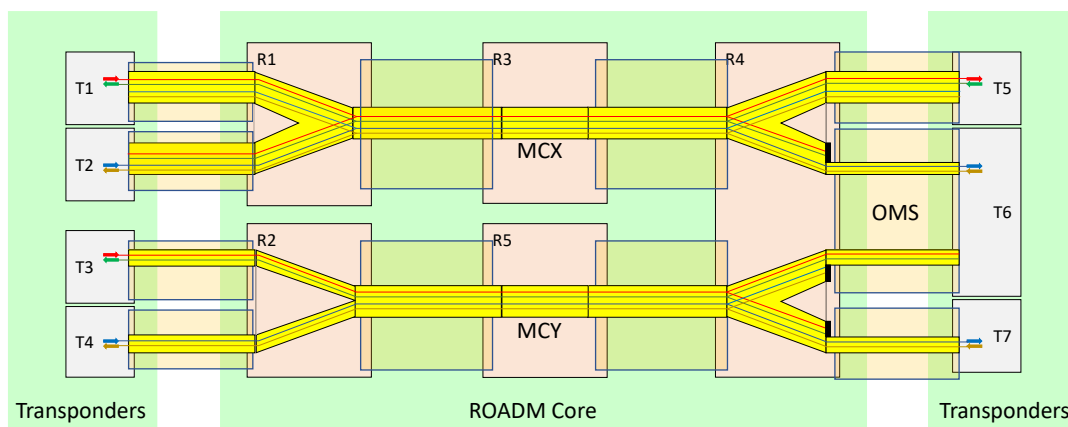 R1
R3
R4
T1
T5
T2
MCX
OMS
T6
R2
R5
T3
T4
MCY
T7
Transponders
ROADM Core
Transponders